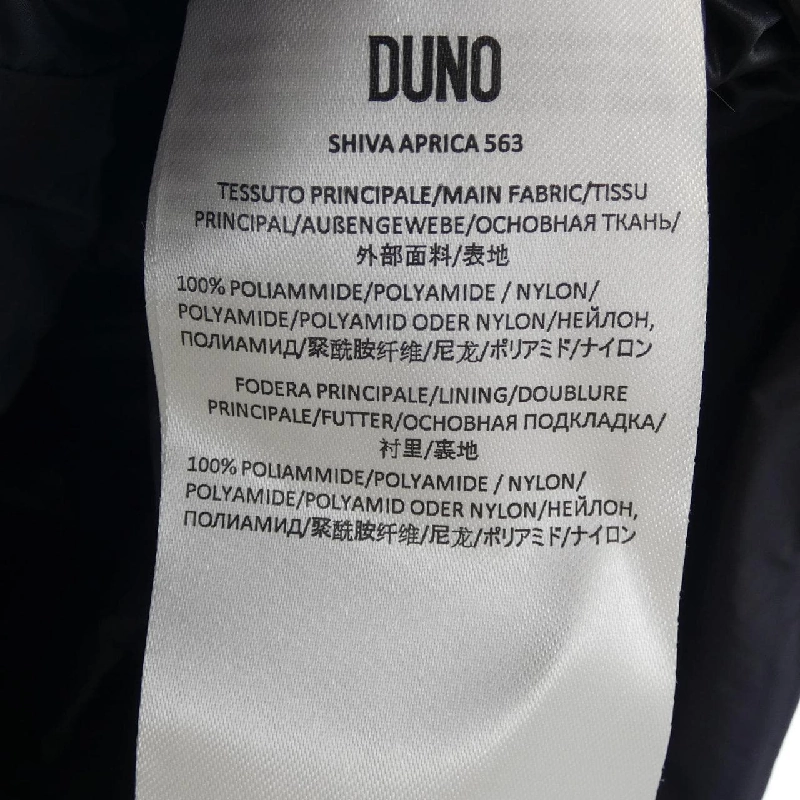 DUNO
SHIVA APRICA 563
TESSUTO PRINCIPALE/MAIN FABRIC/TISSU
PRINCIPAL/AUßENGEWEBE/ОСНОВНАЯ ТКАНЬ/
外部面料/表地
100% POLIAMMIDE/POLYAMIDE / NYLON/
POLYAMIDE/POLYAMID ODER NYLON/НЕЙЛОН,
ПОЛИАМИД/聚酰胺纤维/尼龙/ポリアミド/ナイロン
FODERA PRINCIPALE/LINING/DOUBLURE
PRINCIPALE/FUTTER/ОСНОВНАЯ ПОДКЛАДКА/
衬里/裏地
100% POLIAMMIDE/POLYAMIDE / NYLON/
POLYAMIDE/POLYAMID ODER NYLON/НЕЙЛОН,
ПОЛИАМИД/聚酰胺纤维/尼龙/ポリアミド/ナイロン